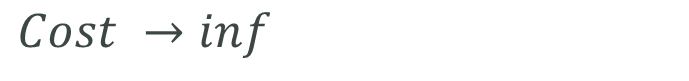 Cost → inf